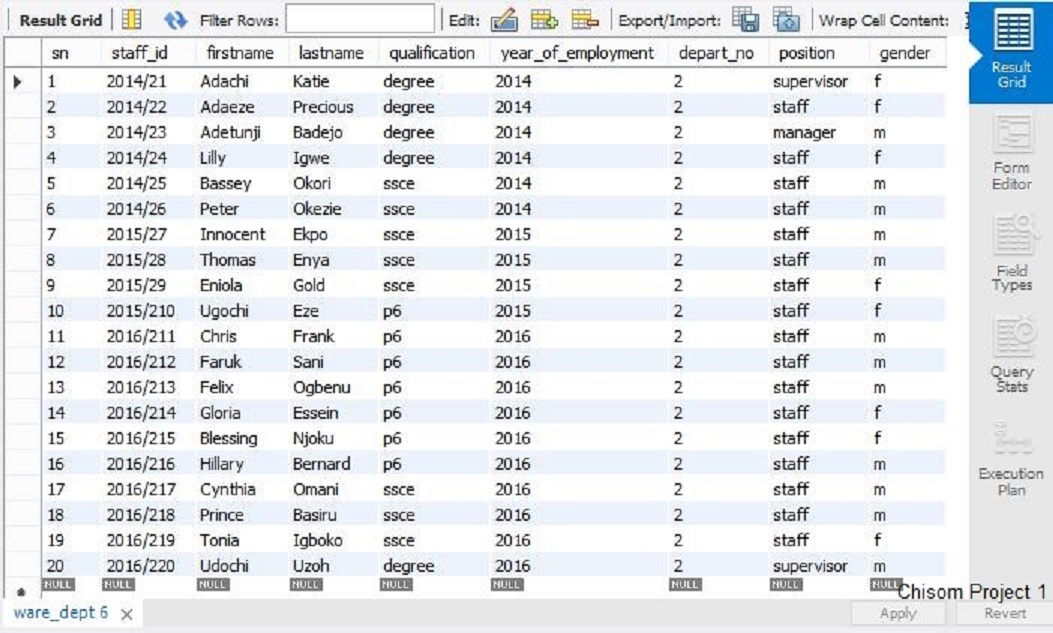 Result Grid Filter Rows: Edit: Export/Import: Wrap Cell Content:
sn staff_id firstname lastname qualification year_of_employment depart_no position gender
1 2014/21 Adachi Katie degree 2014 2 supervisor f
2 2014/22 Adaeze Precious degree 2014 2 staff f
3 2014/23 Adetunji Badejo degree 2014 2 manager m
4 2014/24 Lilly Igwe degree 2014 2 staff f
5 2014/25 Bassey Okori ssce 2014 2 staff m
6 2014/26 Peter Okezie ssce 2014 2 staff m
7 2015/27 Innocent Ekpo ssce 2015 2 staff m
8 2015/28 Thomas Enya ssce 2015 2 staff m
9 2015/29 Eniola Gold ssce 2015 2 staff f
10 2015/210 Ugochi Eze p6 2015 2 staff f
11 2016/211 Chris Frank p6 2016 2 staff m
12 2016/212 Faruk Sani p6 2016 2 staff m
13 2016/213 Felix Ogbenu p6 2016 2 staff m
14 2016/214 Gloria Essein p6 2016 2 staff f
15 2016/215 Blessing Njoku p6 2016 2 staff f
16 2016/216 Hillary Bernard p6 2016 2 staff m
17 2016/217 Cynthia Omani ssce 2016 2 staff m
18 2016/218 Prince Basiru ssce 2016 2 staff m
19 2016/219 Tonia Igboko ssce 2016 2 staff f
20 2016/220 Udochi Uzoh degree 2016 2 supervisor m
NULL NULL NULL NULL NULL NULL NULL NULL NULL
Chisom Project 1
ware_dept 6
Apply Revert
Result
Grid
Form
Editor
Field
Types
Query
Stats
Execution
Plan